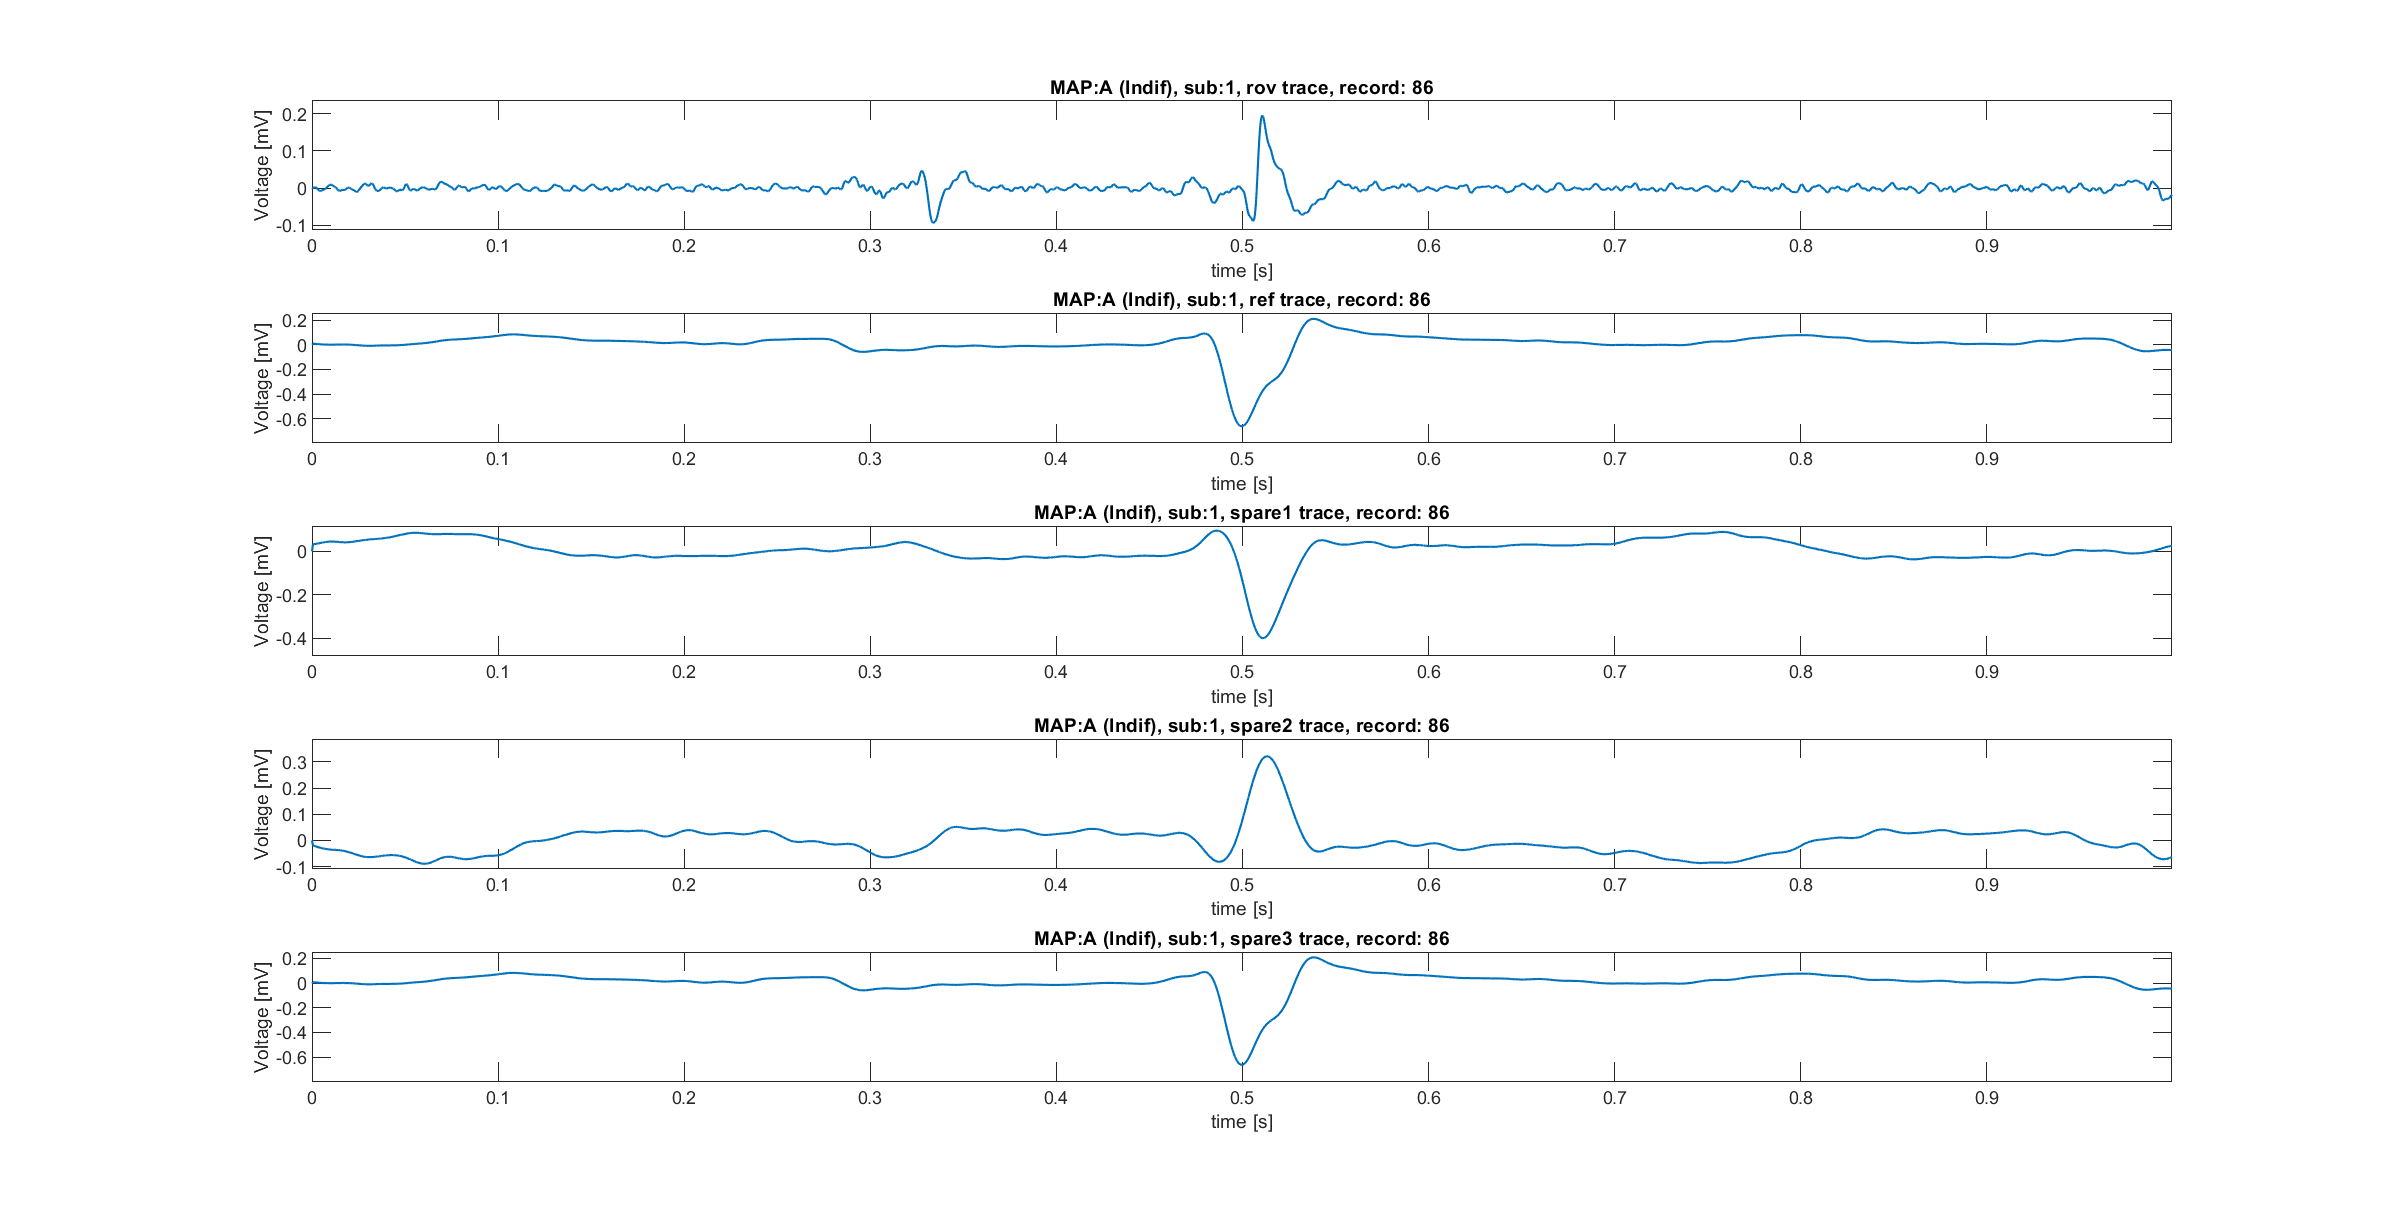 MAP:A (Indif), sub:1, rov trace, record: 86
Voltage [mV]
0.2
0.1
0
-0.1
0 0.1 0.2 0.3 0.4 0.5 0.6 0.7 0.8 0.9
time [s]
MAP:A (Indif), sub:1, ref trace, record: 86
Voltage [mV]
0.2
0
-0.2
-0.4
-0.6
0 0.1 0.2 0.3 0.4 0.5 0.6 0.7 0.8 0.9
time [s]
MAP:A (Indif), sub:1, spare1 trace, record: 86
Voltage [mV]
0
-0.2
-0.4
0 0.1 0.2 0.3 0.4 0.5 0.6 0.7 0.8 0.9
time [s]
MAP:A (Indif), sub:1, spare2 trace, record: 86
Voltage [mV]
0.3
0.2
0.1
0
-0.1
0 0.1 0.2 0.3 0.4 0.5 0.6 0.7 0.8 0.9
time [s]
MAP:A (Indif), sub:1, spare3 trace, record: 86
Voltage [mV]
0.2
0
-0.2
-0.4
-0.6
0 0.1 0.2 0.3 0.4 0.5 0.6 0.7 0.8 0.9
time [s]